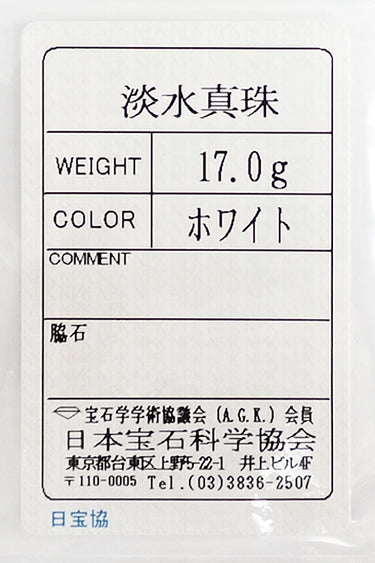 淡水真珠
WEIGHT 17.0g
COLOR ホワイト
COMMENT
脇石
宝石学学術協議会(A.G.K.)会員
日本宝石科学協会
東京都台東区上野5-22-1 井上ビル4F
〒110-0005 Tel.(03)3836-2507
日宝協